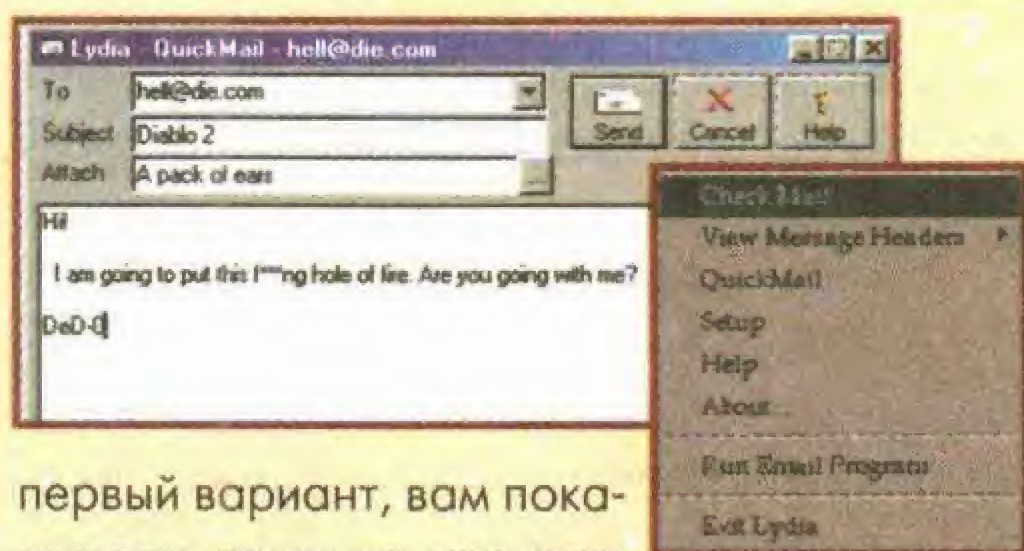 Lydia - QuickMail - hell@die.com
To hell@die.com
Send Cancel Help
Subject Diablo 2
Attach A pack of ears
Hi!
I am going to put this f***ng hole of fire. Are you going with me?
DeD-
Check Mail
View Message Headers
QuickMail
Setup
Help
About...
Run Email Program
Exit Lydia
первый вариант, вам пока-